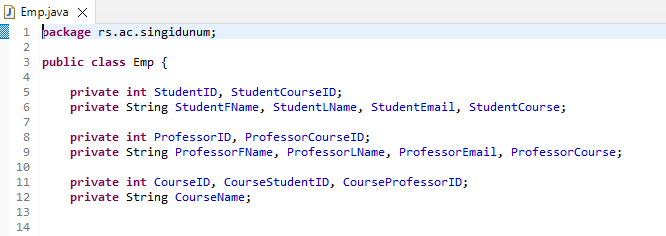 Emp.java
1 package rs.ac.singidunum;
2
3 public class Emp {
4
5 private int StudentID, StudentCourseID;
6 private String StudentFName, StudentLName, StudentEmail, StudentCourse;
7
8 private int ProfessorID, ProfessorCourseID;
9 private String ProfessorFName, ProfessorLName, ProfessorEmail, ProfessorCourse;
10
11 private int CourseID, CourseStudentID, CourseProfessorID;
12 private String CourseName;
13
14